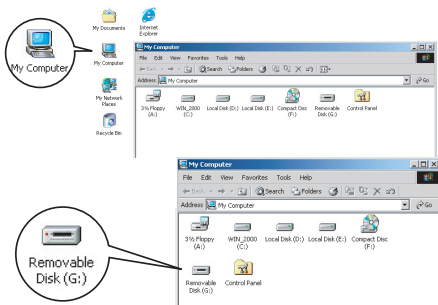 My Documents
Internet
Explorer
My Computer
My Computer
My Network
Places
Recycle Bin
My Computer
File Edit View Favorites Tools Help
Back Search Folders
Address My Computer Go
3½ Floppy
(A:)
WIN_2000
(C:)
Local Disk (D:)
Local Disk (E:)
Compact Disc
(F:)
Removable
Disk (G:)
Control Panel
My Computer
File Edit View Favorites Tools Help
Back Search Folders
Address My Computer Go
3½ Floppy
(A:)
WIN_2000
(C:)
Local Disk (D:)
Local Disk (E:)
Compact Disc
(F:)
Removable
Disk (G:)
Control Panel
Removable
Disk (G:)